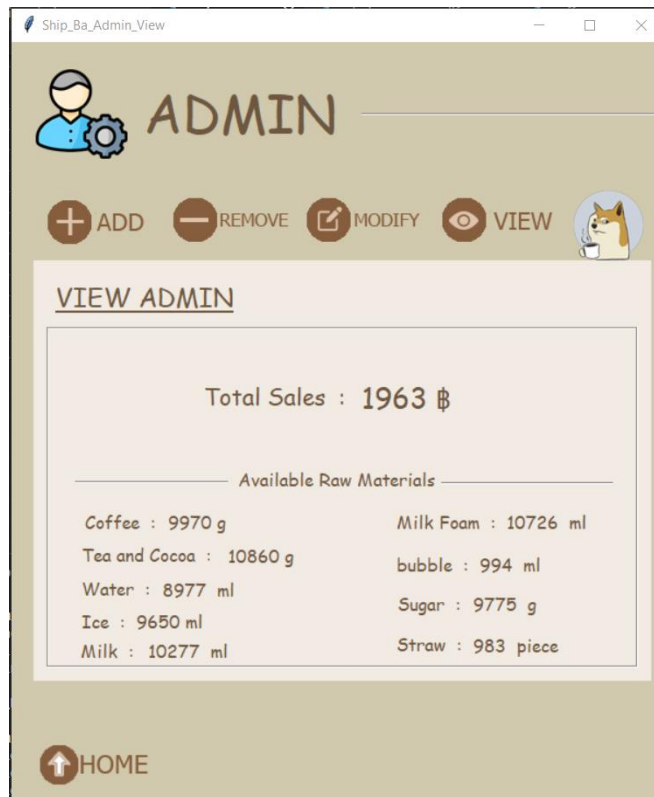 Ship_Ba_Admin_View
ADMIN
ADD REMOVE MODIFY VIEW
VIEW ADMIN
Total Sales : 1963 ฿
Available Raw Materials
Coffee : 9970 g
Tea and Cocoa : 10860 g
Water : 8977 ml
Ice : 9650 ml
Milk : 10277 ml
Milk Foam : 10726 ml
bubble : 994 ml
Sugar : 9775 g
Straw : 983 piece
HOME